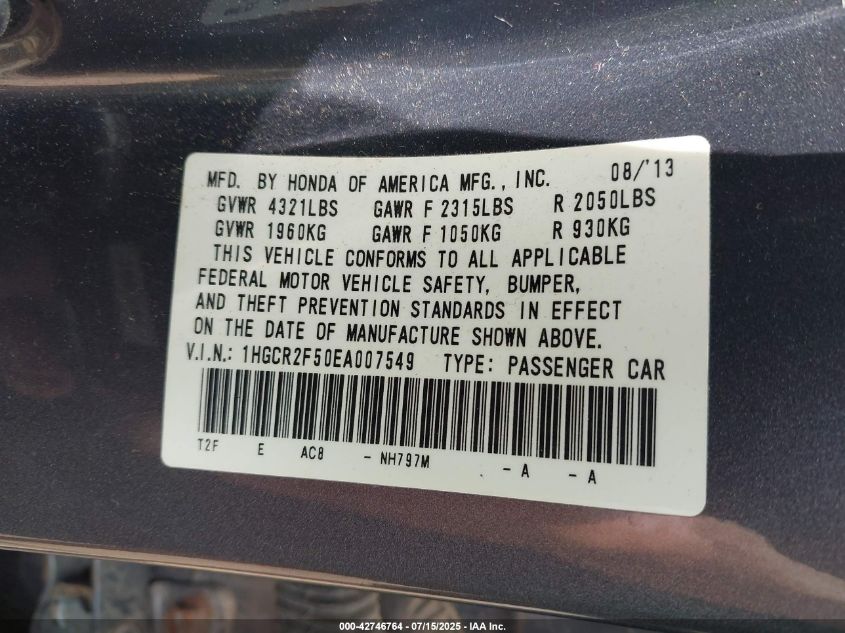 MFD. BY HONDA OF AMERICA MFG., INC. 08/'13
GVWR 4321LBS GAWR F 2315LBS R 2050LBS
GVWR 1960KG GAWR F 1050KG R 930KG
THIS VEHICLE CONFORMS TO ALL APPLICABLE
FEDERAL MOTOR VEHICLE SAFETY, BUMPER,
AND THEFT PREVENTION STANDARDS IN EFFECT
ON THE DATE OF MANUFACTURE SHOWN ABOVE.
V.I.N.: 1HGCR2F50EA007549 TYPE: PASSENGER CAR
T2F E AC8 - NH797M - A - A
000-42746764 - 07/15/2025 - IAA Inc.